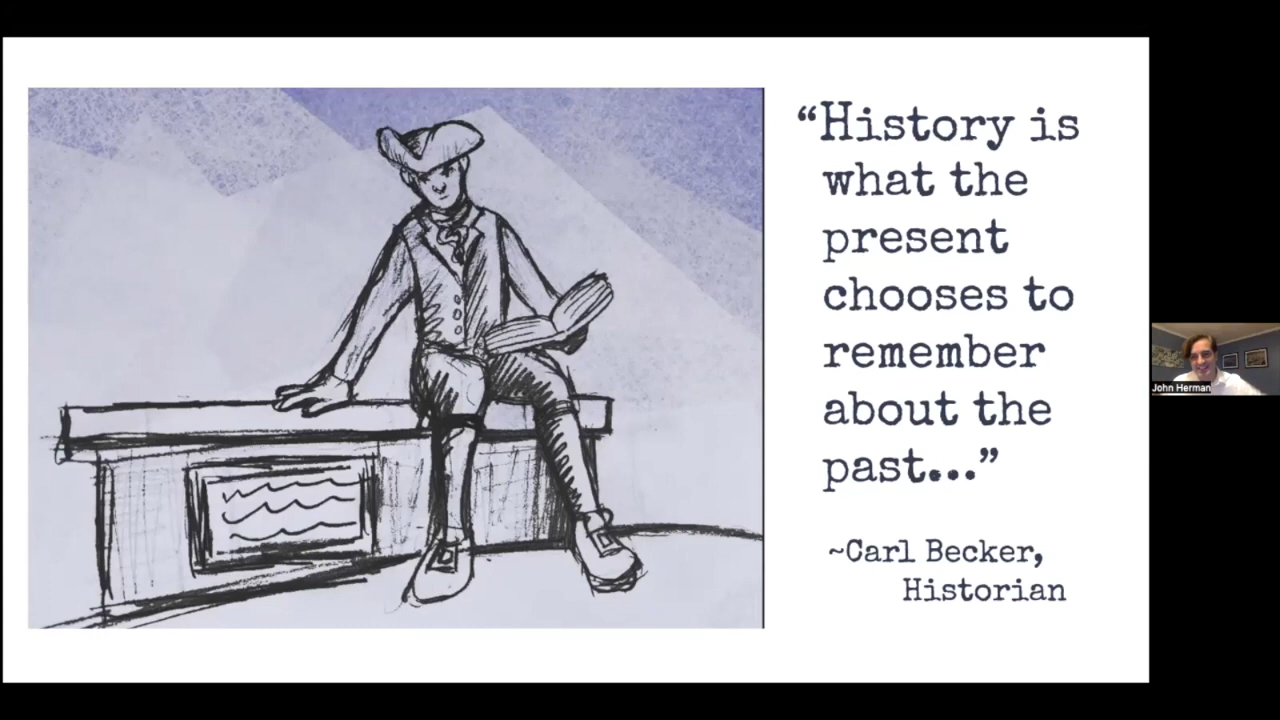 “History is
what the
present
chooses to
remember
about the
past...”
~Carl Becker,
Historian
John Herman